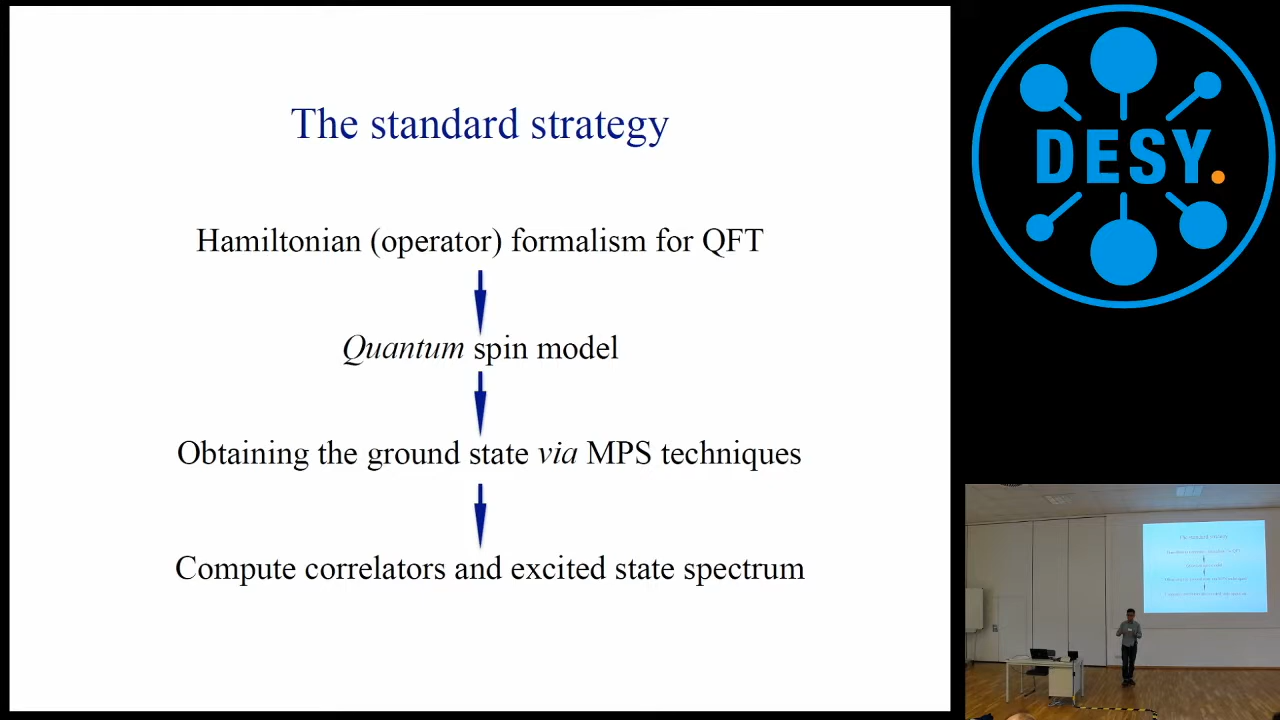 The standard strategy
Hamiltonian (operator) formalism for QFT
Quantum spin model
Obtaining the ground state via MPS techniques
Compute correlators and excited state spectrum
DESY.